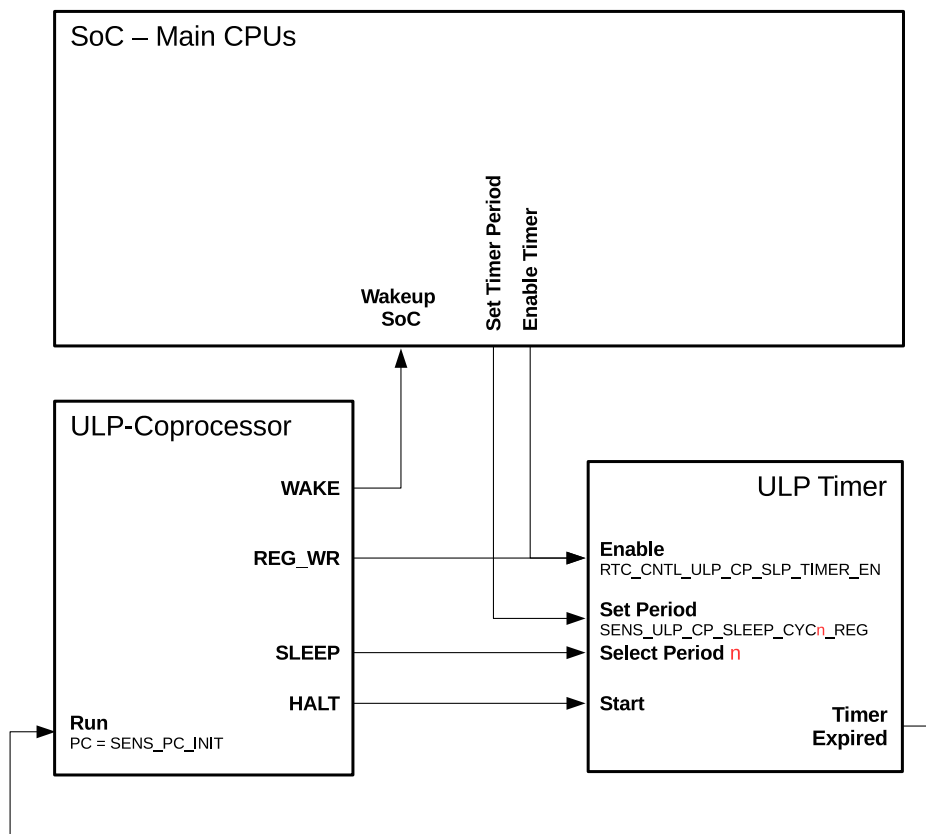 SoC – Main CPUs
Set Timer Period
Enable Timer
Wakeup
SoC
ULP-Coprocessor
WAKE
REG_WR
SLEEP
HALT
Run
PC = SENS_PC_INIT
ULP Timer
Enable
RTC_CNTL_ULP_CP_SLP_TIMER_EN
Set Period
SENS_ULP_CP_SLEEP_CYCn_REG
Select Period n
Start
Timer
Expired